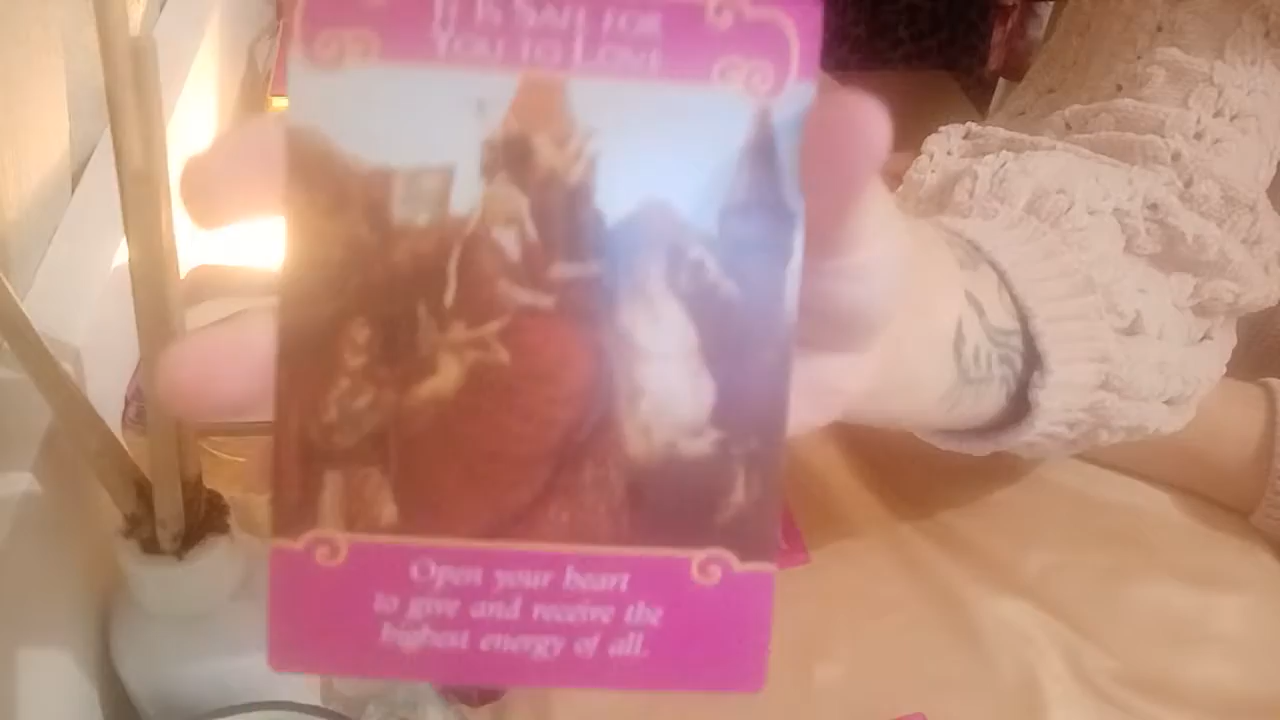 It Is Safe for
You to Love
Open your heart
to give and receive the
highest energy of all.